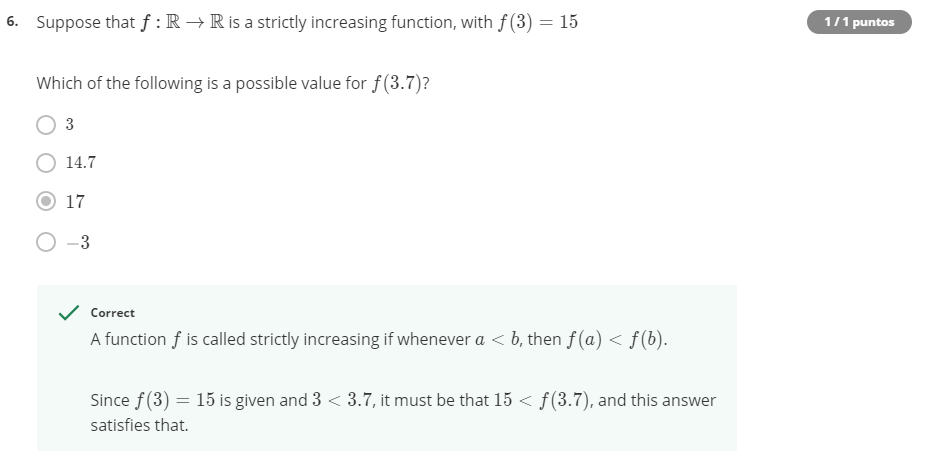 6. Suppose that f : ℝ → ℝ is a strictly increasing function, with f(3) = 15
1 / 1 puntos
Which of the following is a possible value for f(3.7)?
3
14.7
17
−3
Correct
A function f is called strictly increasing if whenever a < b, then f(a) < f(b).
Since f(3) = 15 is given and 3 < 3.7, it must be that 15 < f(3.7), and this answer
satisfies that.